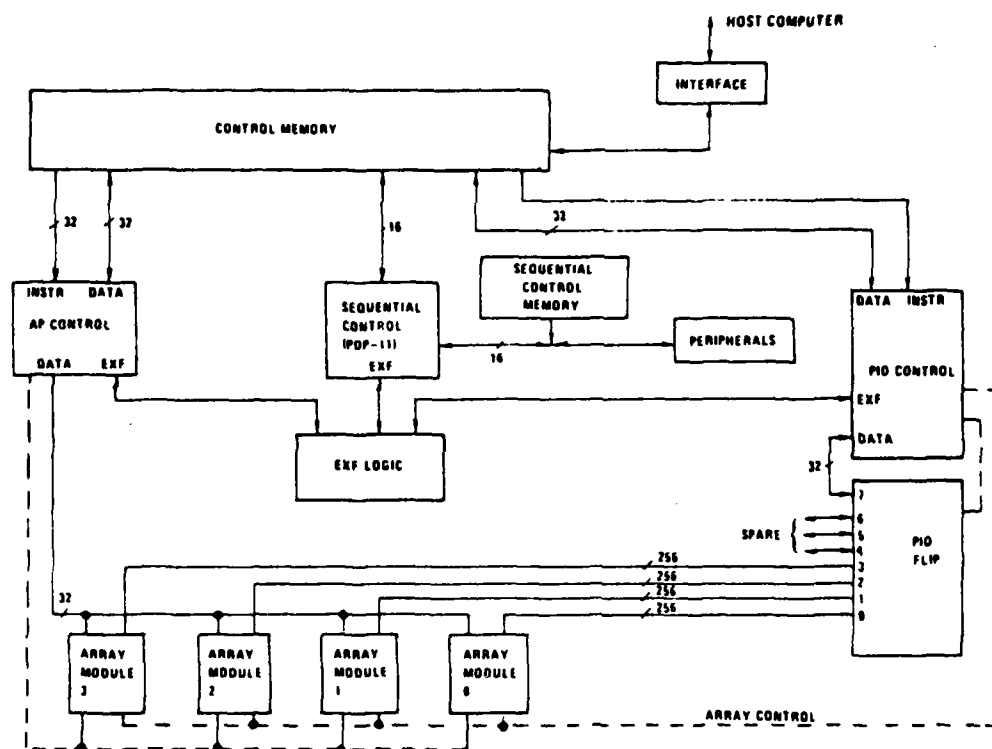 HOST COMPUTER
INTERFACE
CONTROL MEMORY
32
32
16
32
INSTR DATA
AP CONTROL
DATA EXF
SEQUENTIAL
CONTROL
(PDP-11)
EXF
SEQUENTIAL
CONTROL
MEMORY
16
PERIPHERALS
DATA INSTR
PIO CONTROL
EXF
DATA
EXF LOGIC
32
7
6
SPARE
5
4
PIO
FLIP
256
3
256
2
256
1
256
0
32
ARRAY
MODULE
3
ARRAY
MODULE
2
ARRAY
MODULE
1
ARRAY
MODULE
0
ARRAY CONTROL